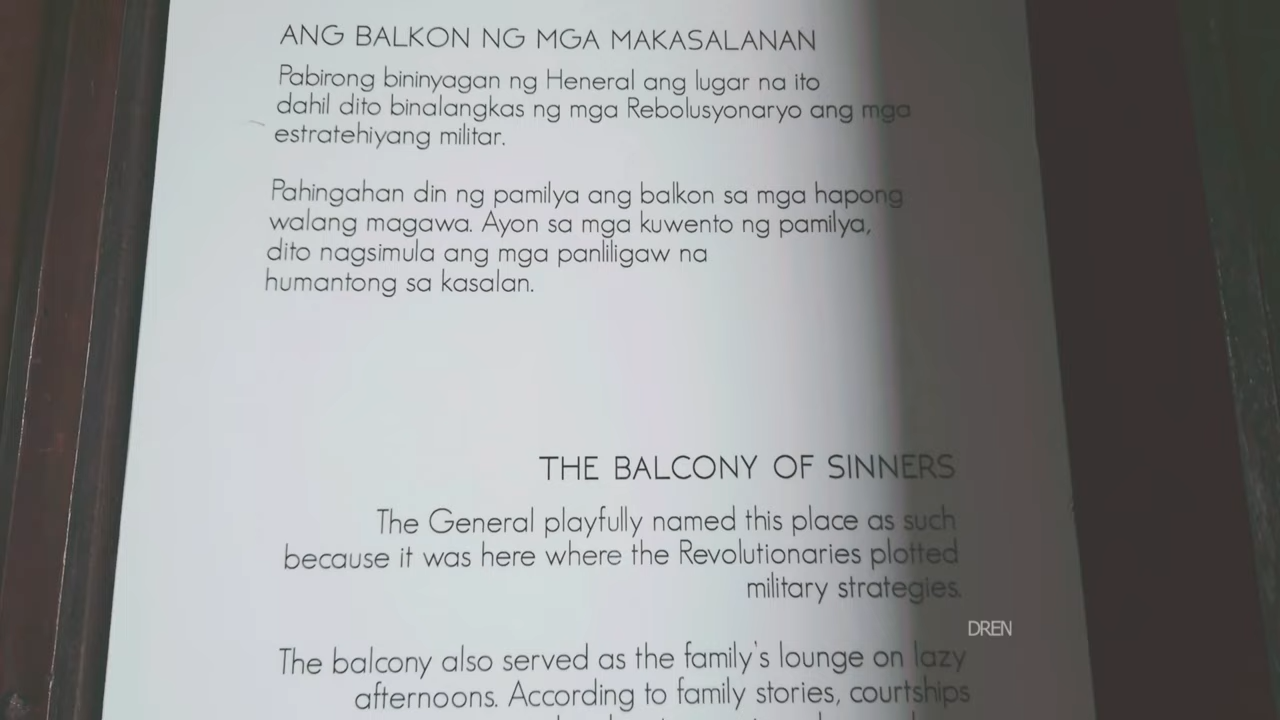 ANG BALKON NG MGA MAKASALANAN
Pabirong bininyagan ng Heneral ang lugar na ito
dahil dito binalangkas ng mga Rebolusyonaryo ang mga
estratehiyang militar.
Pahingahan din ng pamilya ang balkon sa mga hapong
walang magawa. Ayon sa mga kuwento ng pamilya,
dito nagsimula ang mga panliligaw na
humantong sa kasalan.
THE BALCONY OF SINNERS
The General playfully named this place as such
because it was here where the Revolutionaries plotted
military strategies.
DREN
The balcony also served as the family's lounge on lazy
afternoons. According to family stories, courtships